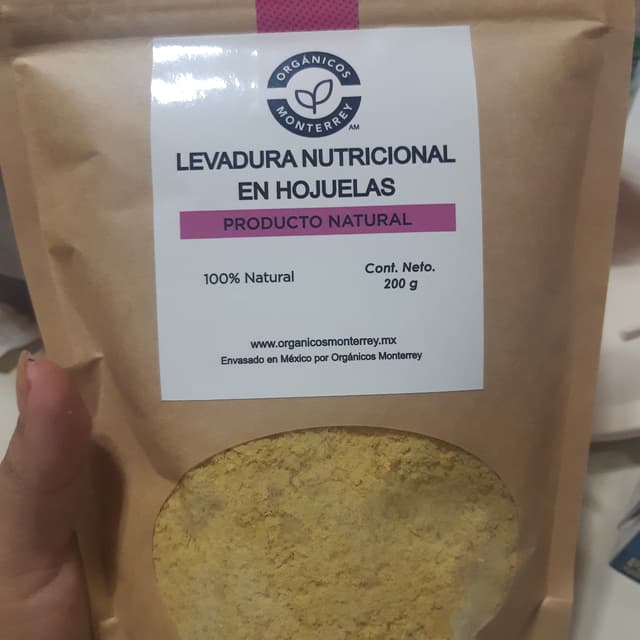 ORGÁNICOS
MONTERREY
AM
LEVADURA NUTRICIONAL
EN HOJUELAS
PRODUCTO NATURAL
100% Natural
Cont. Neto.
200 g
www.organicosmonterrey.mx
Envasado en México por Orgánicos Monterrey